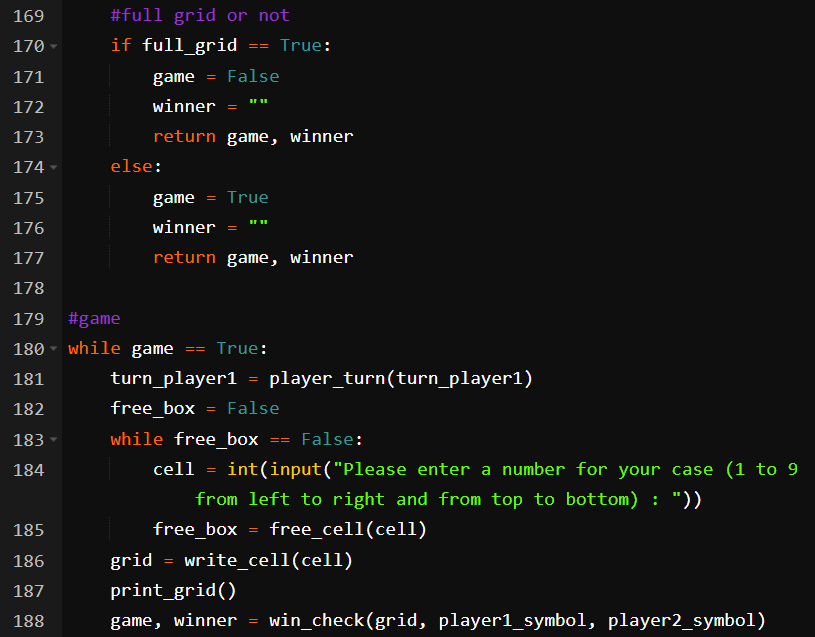 169     #full grid or not
170     if full_grid == True:
171         game = False
172         winner = ""
173         return game, winner
174     else:
175         game = True
176         winner = ""
177         return game, winner
178
179 #game
180 while game == True:
181     turn_player1 = player_turn(turn_player1)
182     free_box = False
183     while free_box == False:
184         cell = int(input("Please enter a number for your case (1 to 9
            from left to right and from top to bottom) : "))
185         free_box = free_cell(cell)
186     grid = write_cell(cell)
187     print_grid()
188     game, winner = win_check(grid, player1_symbol, player2_symbol)